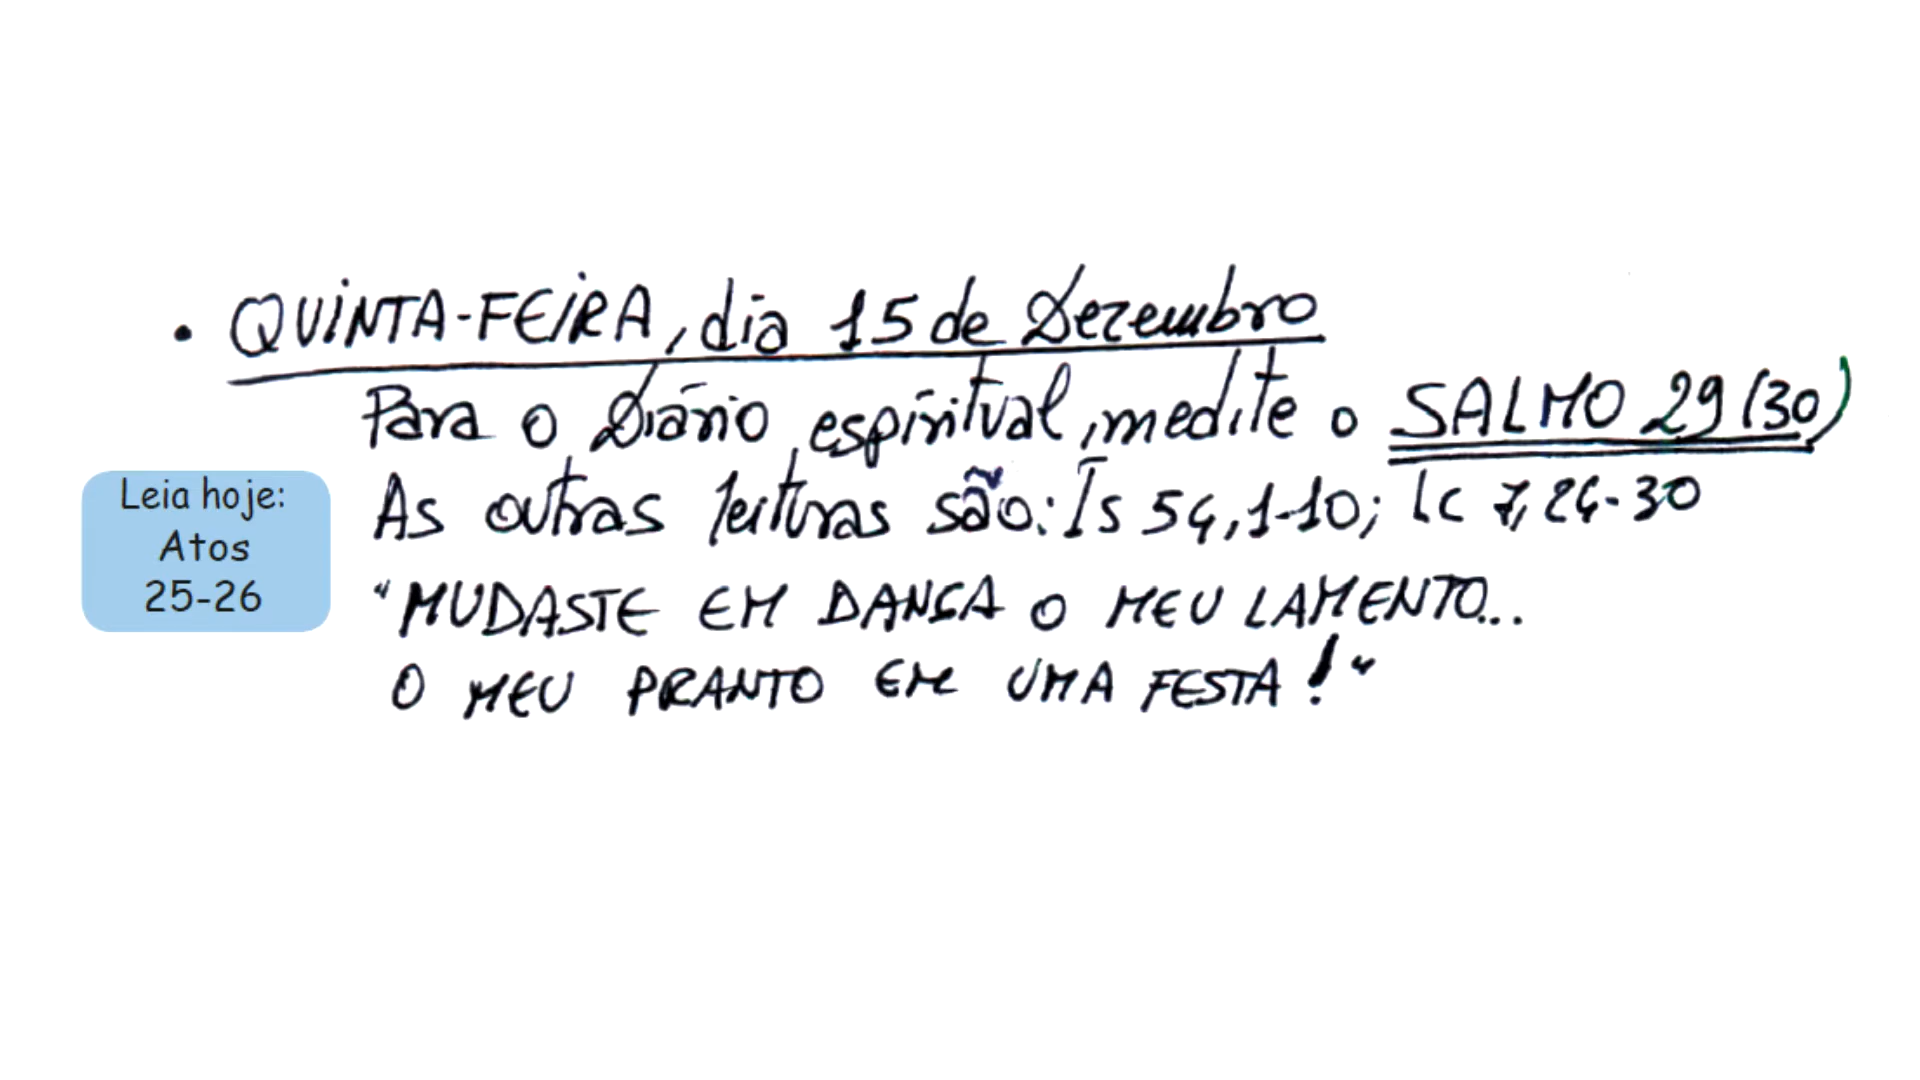 • QUINTA-FEIRA, dia 15 de Dezembro
Para o Diário espiritual, medite o SALMO 29 (30)
As outras leituras são: Is 54,1-10; Lc 7,24-30
"MUDASTE EM DANÇA O MEU LAMENTO...
O MEU PRANTO EM UMA FESTA!"
Leia hoje:
Atos
25-26